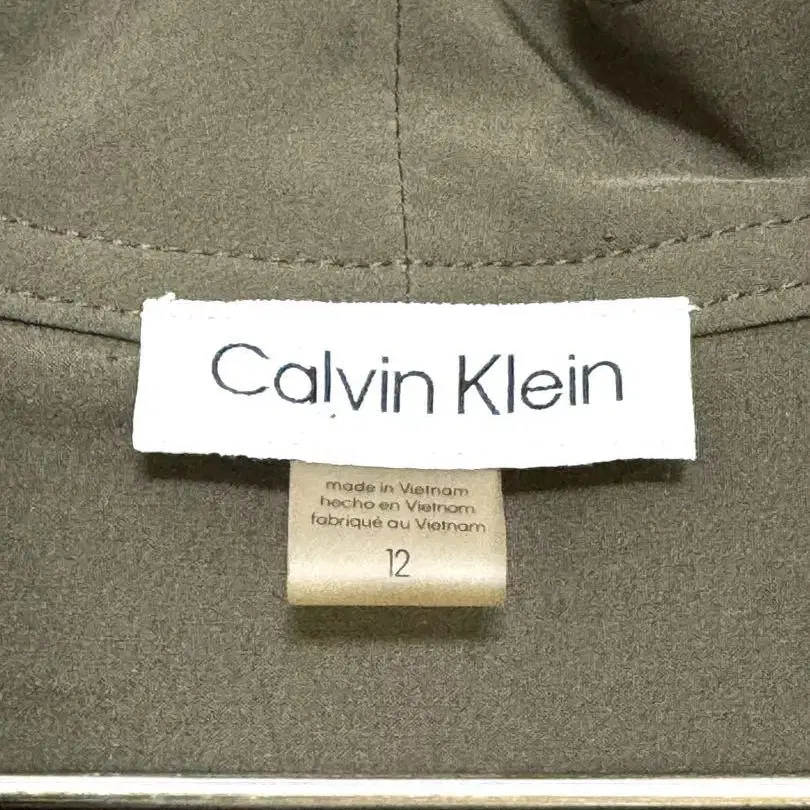 Calvin Klein
made in Vietnam
hecho en Vietnam
fabriqué au Vietnam
12